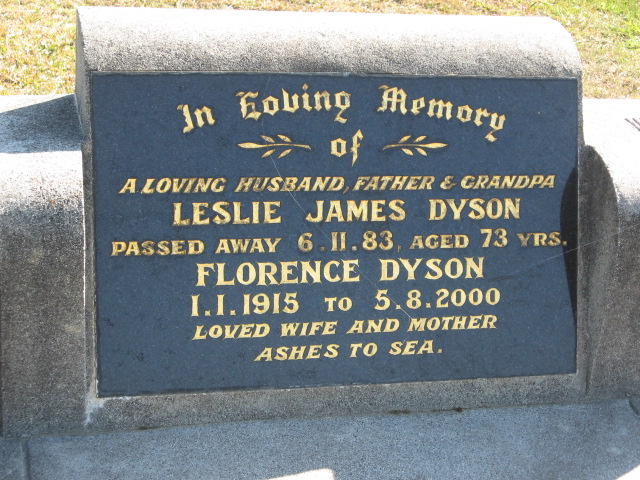 In Loving Memory
of
A LOVING HUSBAND, FATHER & GRANDPA
LESLIE JAMES DYSON
PASSED AWAY 6.11.83, AGED 73 YRS.
FLORENCE DYSON
1.1.1915 TO 5.8.2000
LOVED WIFE AND MOTHER
ASHES TO SEA.